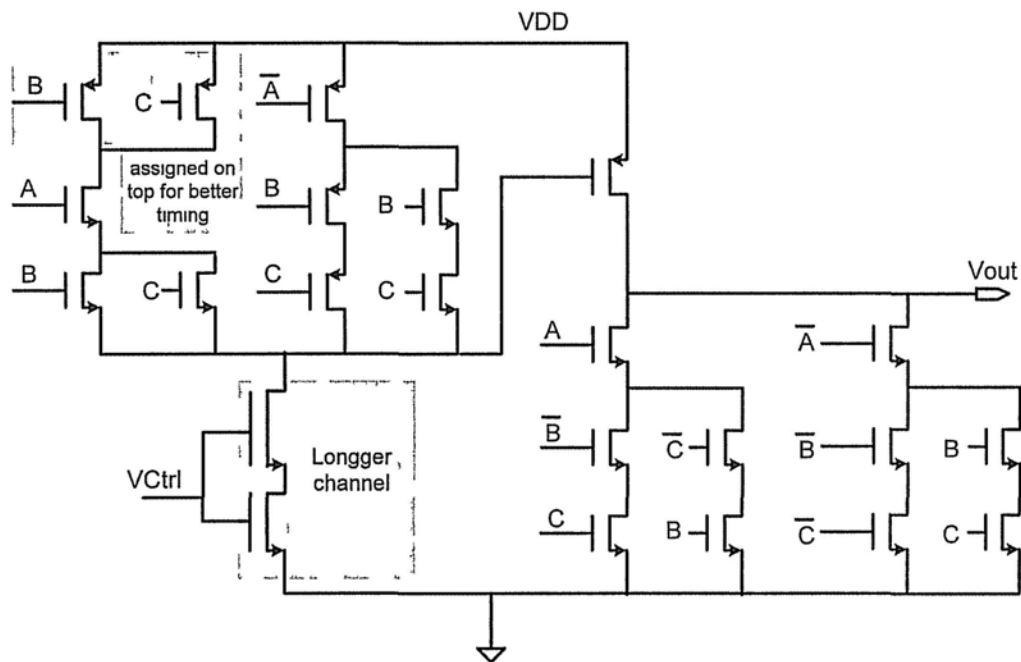 VDD
B
C
A̅
assigned on
top for better
timing
A
B
B
B
C
C
C
Vout
A
A̅
VCtrl
Longger
channel
B̅
C̅
B̅
B
C
B
C̅
C